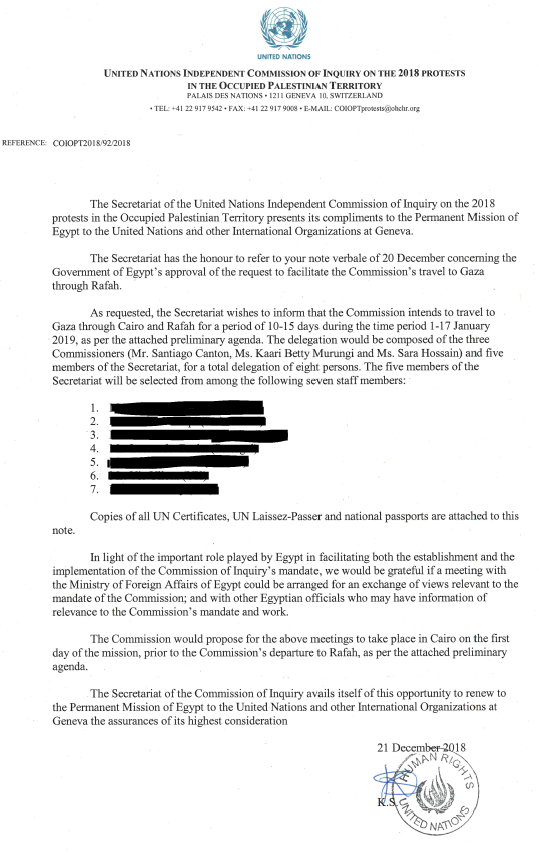 UNITED NATIONS
UNITED NATIONS INDEPENDENT COMMISSION OF INQUIRY ON THE 2018 PROTESTS
IN THE OCCUPIED PALESTINIAN TERRITORY
PALAIS DES NATIONS • 1211 GENEVA 10, SWITZERLAND
• TEL: +41 22 917 9542 • FAX: +41 22 917 9008 • E-MAIL: COIOPTprotests@ohchr.org
REFERENCE: COIOPT2018/92/2018
The Secretariat of the United Nations Independent Commission of Inquiry on the 2018
protests in the Occupied Palestinian Territory presents its compliments to the Permanent Mission of
Egypt to the United Nations and other International Organizations at Geneva.
The Secretariat has the honour to refer to your note verbale of 20 December concerning the
Government of Egypt's approval of the request to facilitate the Commission's travel to Gaza
through Rafah.
As requested, the Secretariat wishes to inform that the Commission intends to travel to
Gaza through Cairo and Rafah for a period of 10-15 days during the time period 1-17 January
2019, as per the attached preliminary agenda. The delegation would be composed of the three
Commissioners (Mr. Santiago Canton, Ms. Kaari Betty Murungi and Ms. Sara Hossain) and five
members of the Secretariat, for a total delegation of eight persons. The five members of the
Secretariat will be selected from among the following seven staff members:
1.
2.
3.
4.
5.
6.
7.
Copies of all UN Certificates, UN Laissez-Passer and national passports are attached to this
note.
In light of the important role played by Egypt in facilitating both the establishment and the
implementation of the Commission of Inquiry's mandate, we would be grateful if a meeting with
the Ministry of Foreign Affairs of Egypt could be arranged for an exchange of views relevant to the
mandate of the Commission; and with other Egyptian officials who may have information of
relevance to the Commission's mandate and work.
The Commission would propose for the above meetings to take place in Cairo on the first
day of the mission, prior to the Commission's departure to Rafah, as per the attached preliminary
agenda.
The Secretariat of the Commission of Inquiry avails itself of this opportunity to renew to
the Permanent Mission of Egypt to the United Nations and other International Organizations at
Geneva the assurances of its highest consideration
21 December 2018
K.S.
HUMAN RIGHTS
UNITED NATIONS